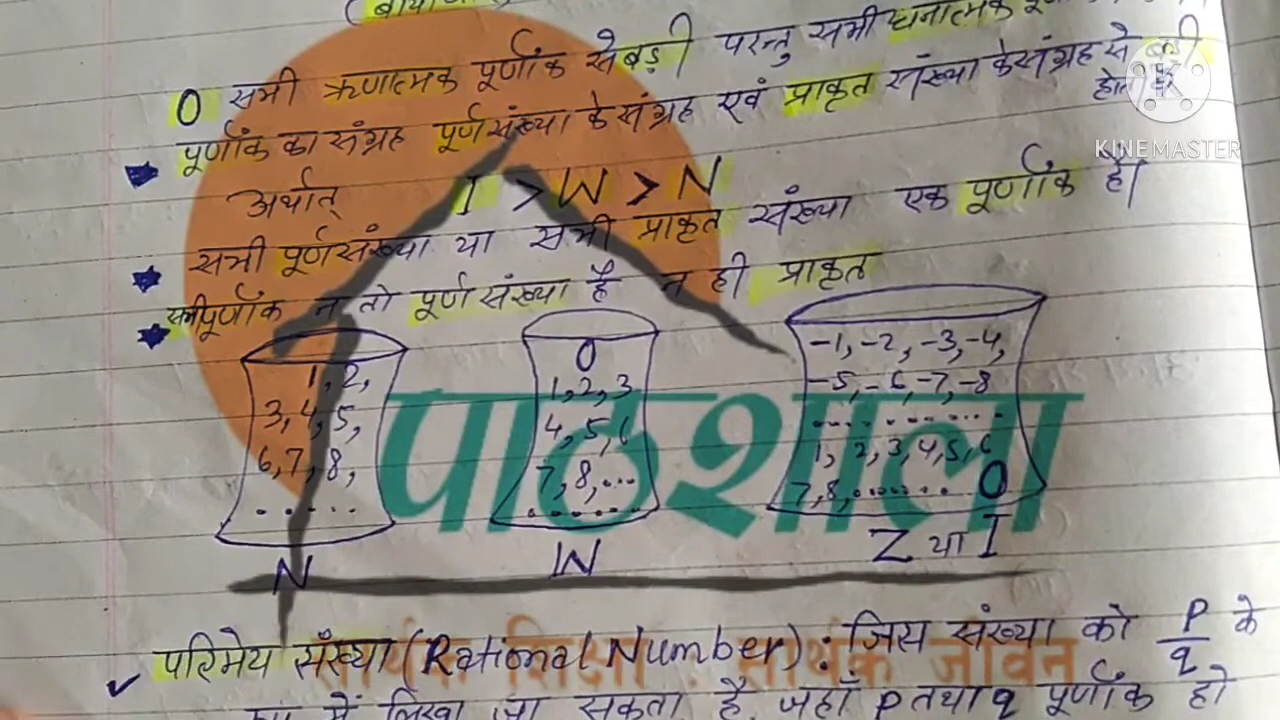 0 सभी ऋणात्मक पूर्णांक से बड़ी परन्तु सभी धनात्मक
पूर्णांक का संग्रह पूर्ण संख्या के संग्रह एवं प्राकृत संख्या के संग्रह से बड़ी
होती है
KINEMASTER
अर्थात् I > W > N
सभी पूर्ण संख्या या सभी प्राकृत संख्या एक पूर्णांक है।
सभी पूर्णांक न तो पूर्ण संख्या है न ही प्राकृत
1, 2,
3, 4, 5,
6, 7, 8,
.....
N
0
1, 2, 3
4, 5, 6
7, 8, ...
.......
W
-1, -2, -3, -4,
-5, -6, -7, -8
........
1, 2, 3, 4, 5, 6
7, 8, ....... 0
Z या I
पाठशाला
परिमेय संख्या (Rational Number) : जिस संख्या को p/q के
रूप में लिखा जा सकता है, जहाँ p तथा q पूर्णांक हो
शिक्षा : सार्थक जीवन